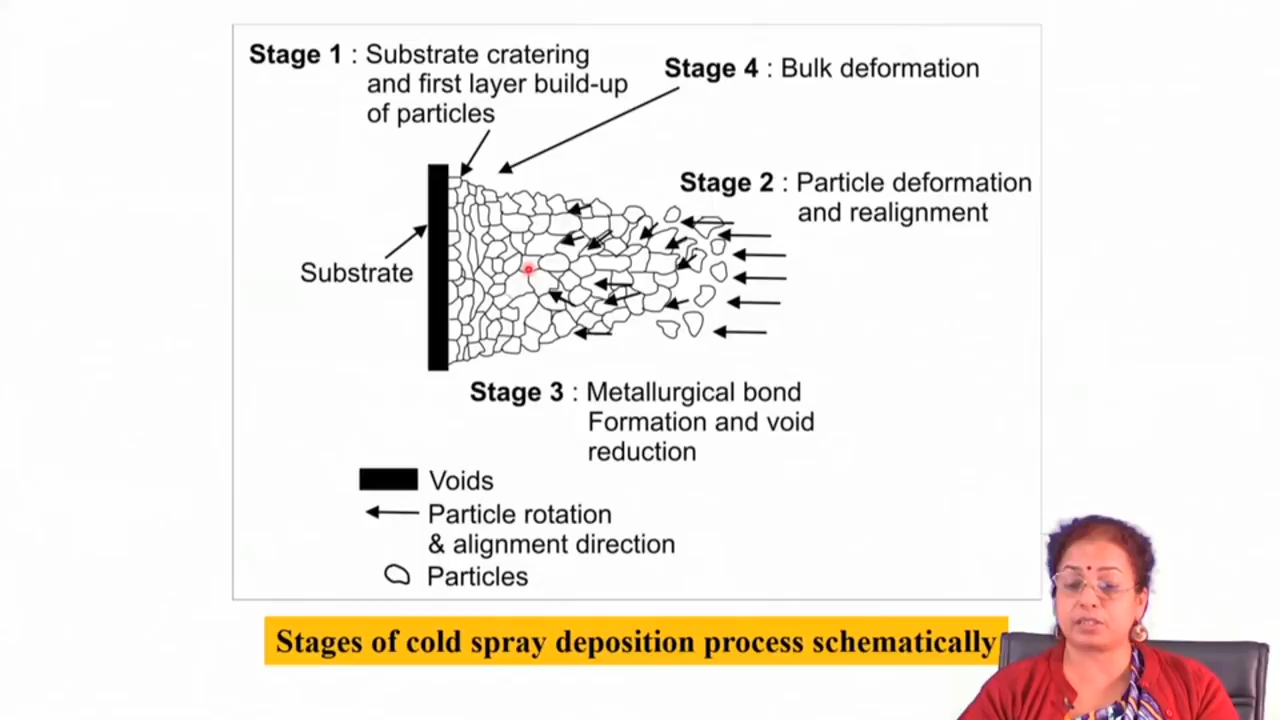 Stage 1 : Substrate cratering
and first layer build-up
of particles
Stage 4 : Bulk deformation
Stage 2 : Particle deformation
and realignment
Substrate
Stage 3 : Metallurgical bond
Formation and void
reduction
Voids
Particle rotation
& alignment direction
Particles
Stages of cold spray deposition process schematically